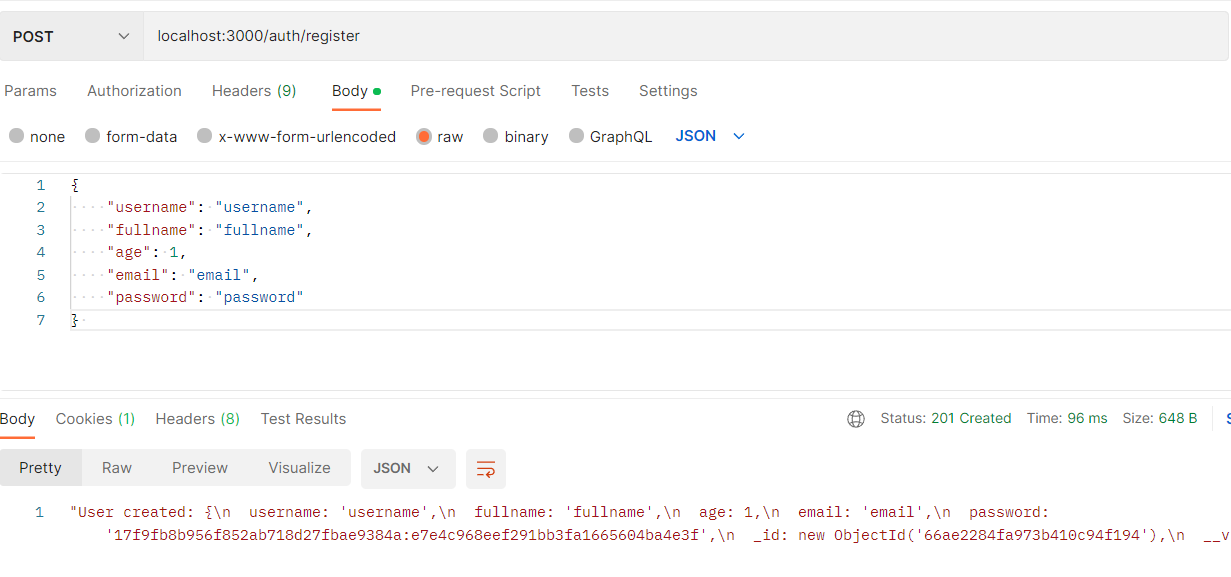 POST localhost:3000/auth/register
Params Authorization Headers (9) Body Pre-request Script Tests Settings
none form-data x-www-form-urlencoded raw binary GraphQL JSON
1 {
2 ····"username":·"username",
3 ····"fullname":·"fullname",
4 ····"age":·1,
5 ····"email":·"email",
6 ····"password":·"password"
7 }·
Body Cookies (1) Headers (8) Test Results Status: 201 Created Time: 96 ms Size: 648 B
Pretty Raw Preview Visualize JSON
1 "User created: {\n  username: 'username',\n  fullname: 'fullname',\n  age: 1,\n  email: 'email',\n  password:
'17f9fb8b956f852ab718d27fbae9384a:e7e4c968eef291bb3fa1665604ba4e3f',\n  _id: new ObjectId('66ae2284fa973b410c94f194'),\n  __v